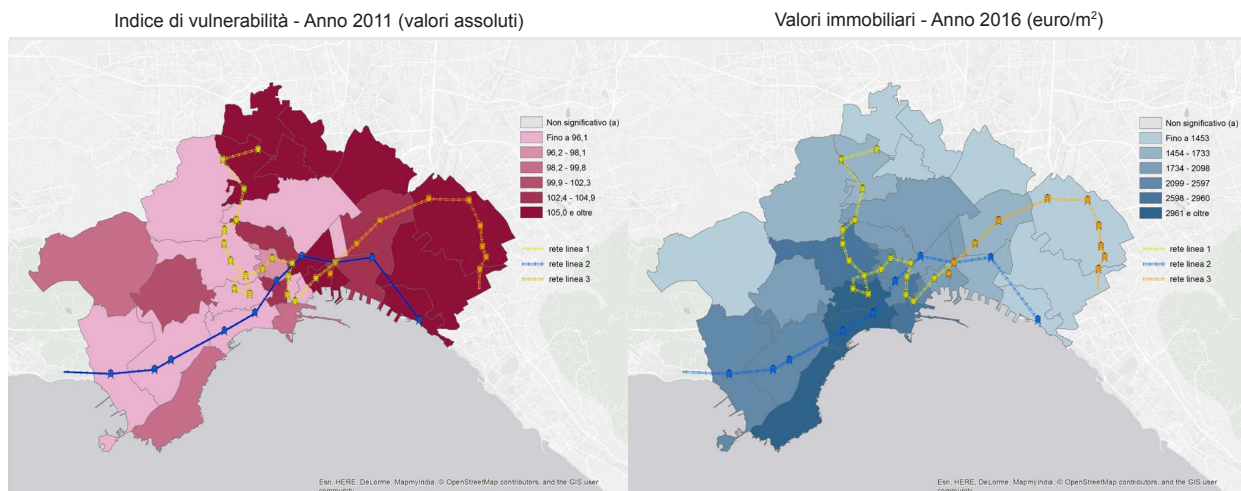 Indice di vulnerabilità - Anno 2011 (valori assoluti)
Non significativo (a)
Fino a 96,1
96,2 - 98,1
98,2 - 99,8
99,9 - 102,3
102,4 - 104,9
105,0 e oltre
rete linea 1
rete linea 2
rete linea 3
Esri, HERE, DeLorme, MapmyIndia, © OpenStreetMap contributors, and the GIS user
community
Valori immobiliari - Anno 2016 (euro/m²)
Non significativo (a)
Fino a 1453
1454 - 1733
1734 - 2098
2099 - 2597
2598 - 2960
2961 e oltre
rete linea 1
rete linea 2
rete linea 3
Esri, HERE, DeLorme, MapmyIndia, © OpenStreetMap contributors, and the GIS user
community